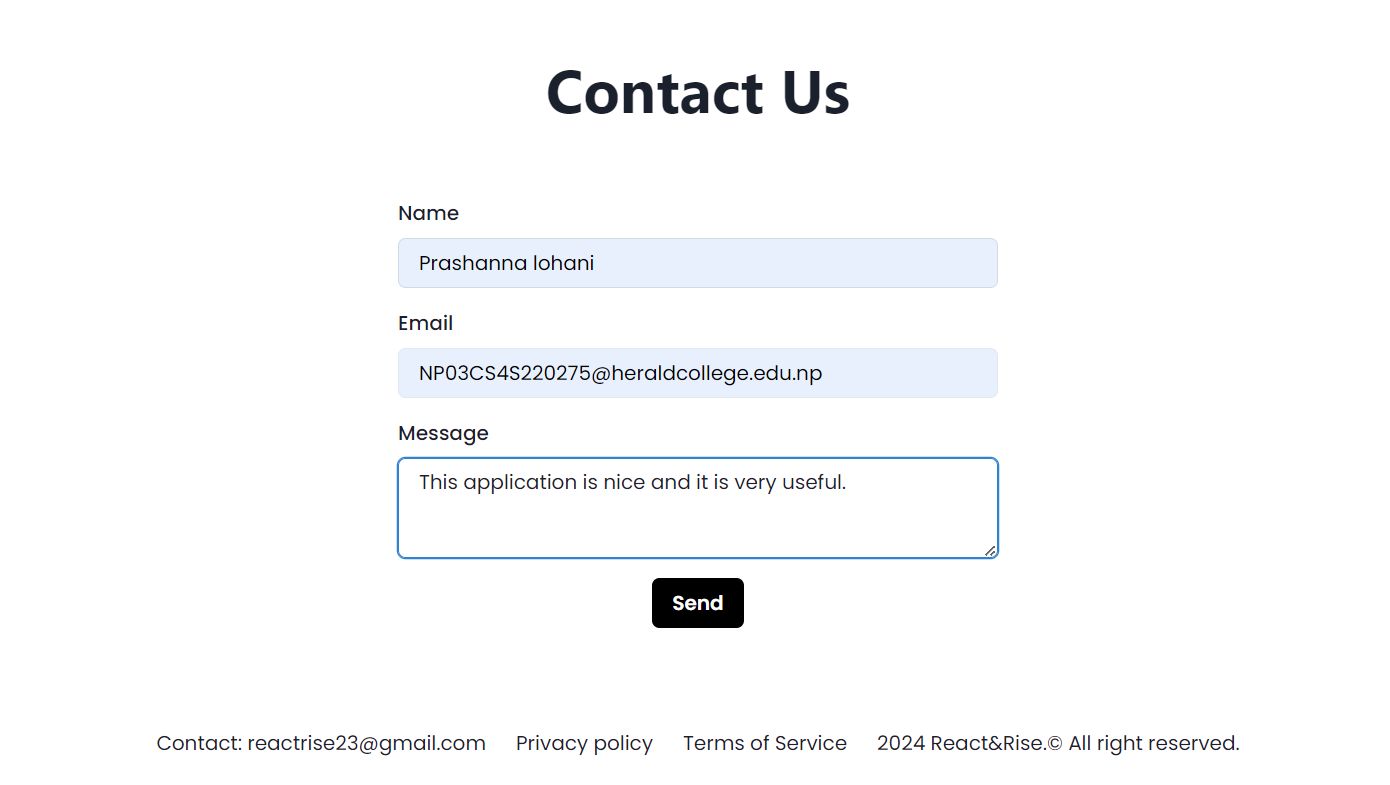 Contact Us
Name
Prashanna lohani
Email
NP03CS4S220275@heraldcollege.edu.np
Message
This application is nice and it is very useful.
Send
Contact: reactrise23@gmail.com Privacy policy Terms of Service 2024 React&Rise.© All right reserved.